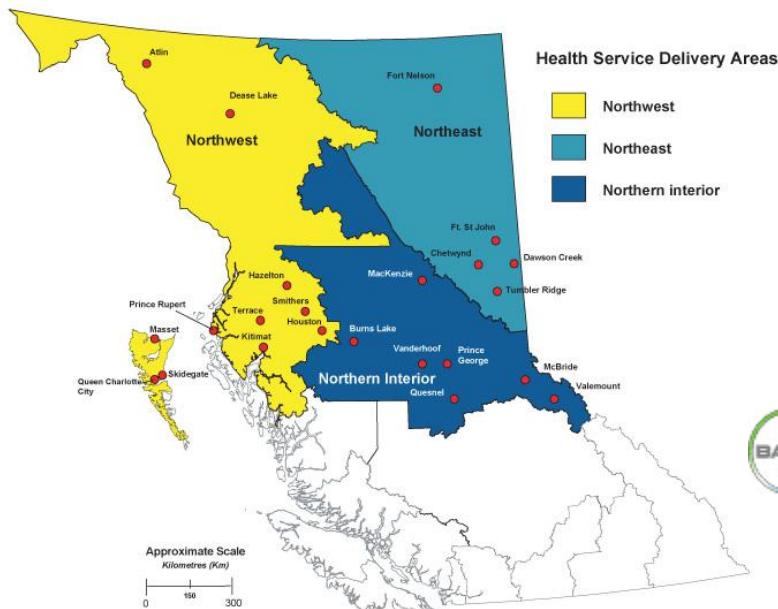 Health Service Delivery Areas
Northwest
Northeast
Northern interior
Atlin
Dease Lake
Northwest
Fort Nelson
Northeast
Ft. St John
Chetwynd
Dawson Creek
Tumbler Ridge
MacKenzie
Hazelton
Smithers
Terrace
Houston
Prince Rupert
Kitimat
Masset
Skidegate
Queen Charlotte
City
Burns Lake
Vanderhoof
Prince
George
Northern Interior
Quesnel
McBride
Valemount
Approximate Scale
Kilometres (Km)
0
150
300